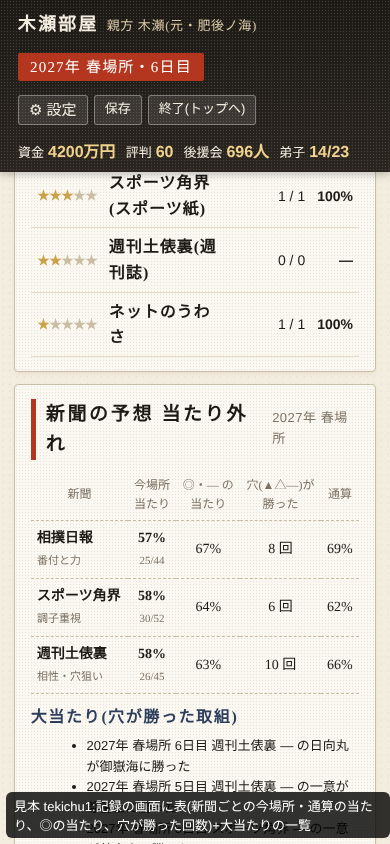 木瀬部屋 親方 木瀬(元・肥後ノ海)
2027年 春場所・6日目
⚙ 設定 保存 終了(トップへ)
資金 4200万円 評判 60 後援会 696人 弟子 14/23
★★★★★ スポーツ角界
(スポーツ紙) 1 / 1 100%
★★★★★ 週刊土俵裏(週
刊誌) 0 / 0 —
★★★★★ ネットのうわ
さ 1 / 1 100%
新聞の予想 当たり外
れ
2027年 春場
所
新聞 今場所
当たり ◎・— の
当たり 穴(▲△—)が
勝った 通算
相撲日報 57% 67% 8 回 69%
番付と力 25/44
スポーツ角界 58% 64% 6 回 62%
調子重視 30/52
週刊土俵裏 58% 63% 10 回 66%
相性・穴狙い 26/45
大当たり(穴が勝った取組)
• 2027年 春場所 6日目 週刊土俵裏 — の日向丸
が御嶽海に勝った
• 2027年 春場所 5日目 週刊土俵裏 — の一意が
見本 tekichu1:記録の画面に表(新聞ごとの今場所・通算の当た
り、◎の当たり、穴が勝った回数)+大当たりの一覧